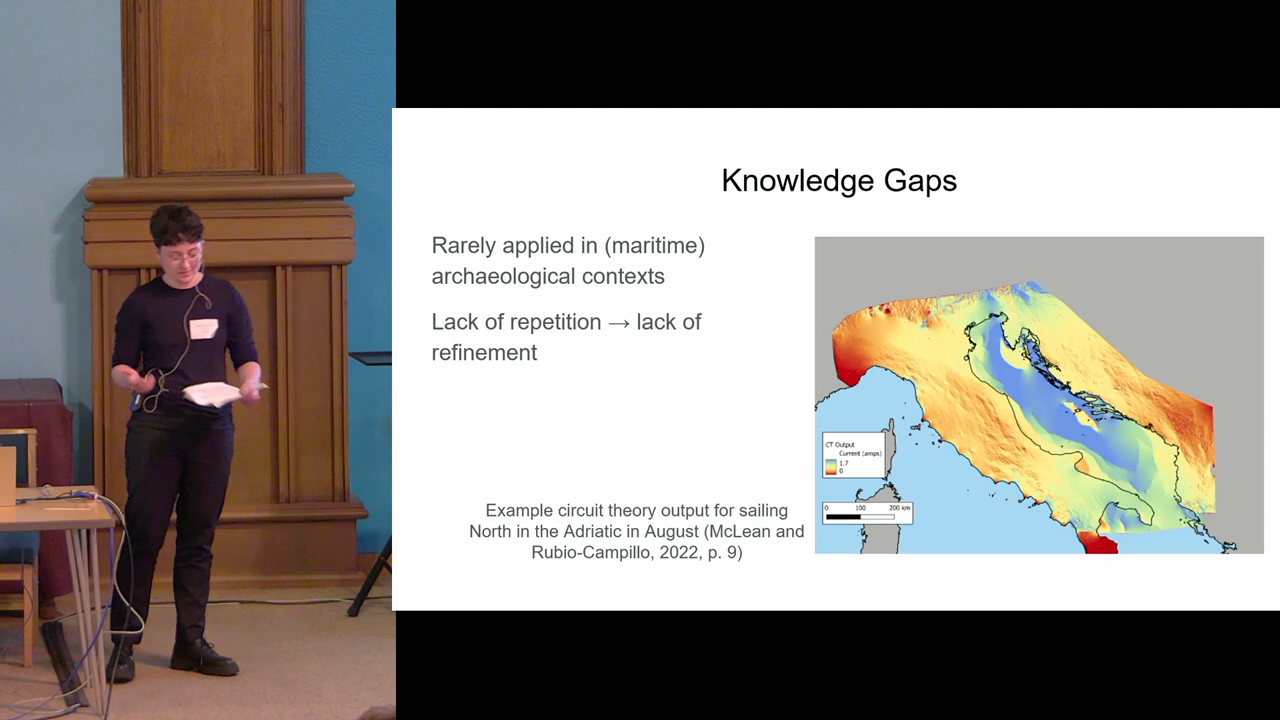 Knowledge Gaps
Rarely applied in (maritime)
archaeological contexts
Lack of repetition → lack of
refinement
Example circuit theory output for sailing
North in the Adriatic in August (McLean and
Rubio-Campillo, 2022, p. 9)
CT Output
Current (amps)
1.7
0
0 100 200 km